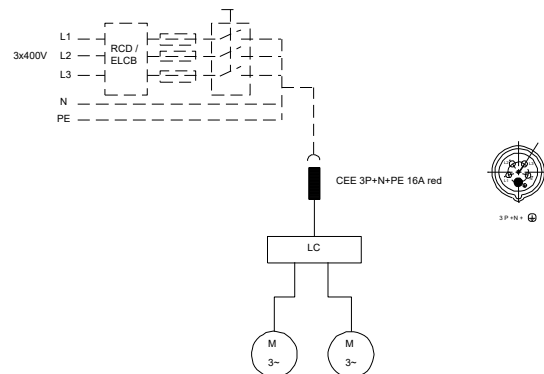 L1
3x400V L2
L3
RCD /
ELCB
N
PE
CEE 3P+N+PE 16A red
3 P +N +
LC
M
3~
M
3~